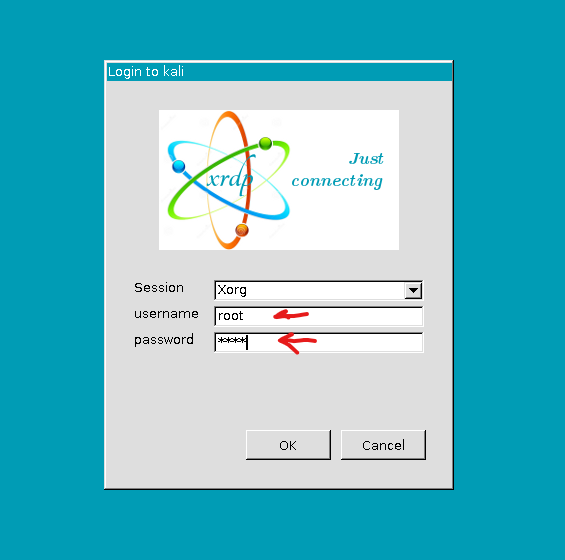 Login to kali
Just
connecting
xrdp
Session
Xorg
username
root
password
****
OK
Cancel